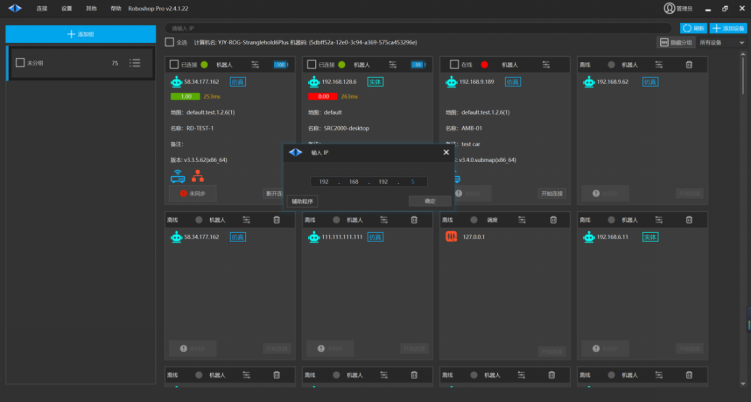 连接 设置 其他 帮助 Roboshop Pro v2.4.1.22 管理员
请输入 IP 刷新 添加设备
添加组
全选 计算机名: YJY-ROG-Stranglehold6Plus 机器码: {5dbff52a-12e0-3c94-a369-575ca453296e} 隐藏分组 所有设备
未分组 75
已连接 机器人 已连接 机器人 在线 机器人 离线 机器人
58.34.177.162 仿真 192.168.128.6 实体 192.168.9.189 仿真 192.168.9.62 仿真
1.00 253ms 0.00 263ms
地图: default.test.1.2.6(1) 地图: default 地图: default.test.1.2.6(1)
名称: RD-TEST-1 名称: SRC2000-desktop 名称: AMB-01
备注: 备注: test car
版本: v3.3.5.62(x86_64) v3.4.0.submap(x86_64)
输入 IP
192 . 168 . 192 . 5
辅助程序 确定
未同步 断开连 开始连接
离线 机器人 离线 机器人 离线 调度 离线 机器人
58.34.177.162 仿真 111.111.111.111 仿真 127.0.0.1 192.168.6.11 实体
离线 机器人 离线 机器人 离线 机器人 离线 机器人